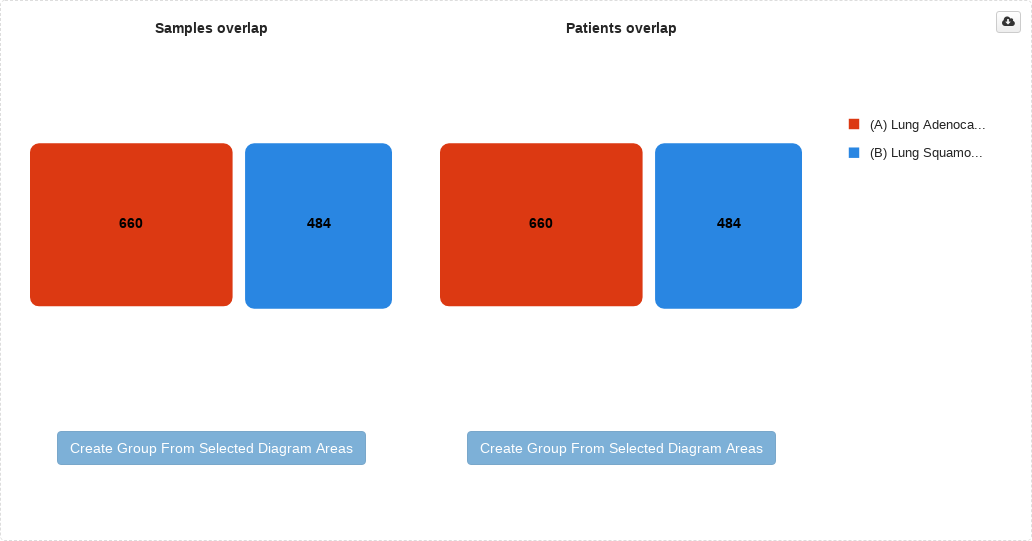 Samples overlap
Patients overlap
(A) Lung Adenoca...
(B) Lung Squamo...
660
484
660
484
Create Group From Selected Diagram Areas
Create Group From Selected Diagram Areas